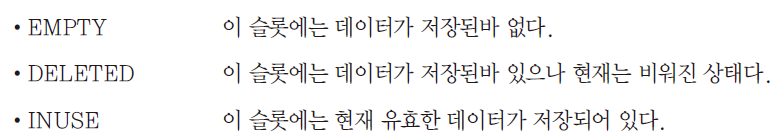 • EMPTY 이 슬롯에는 데이터가 저장된바 없다.
• DELETED 이 슬롯에는 데이터가 저장된바 있으나 현재는 비워진 상태다.
• INUSE 이 슬롯에는 현재 유효한 데이터가 저장되어 있다.